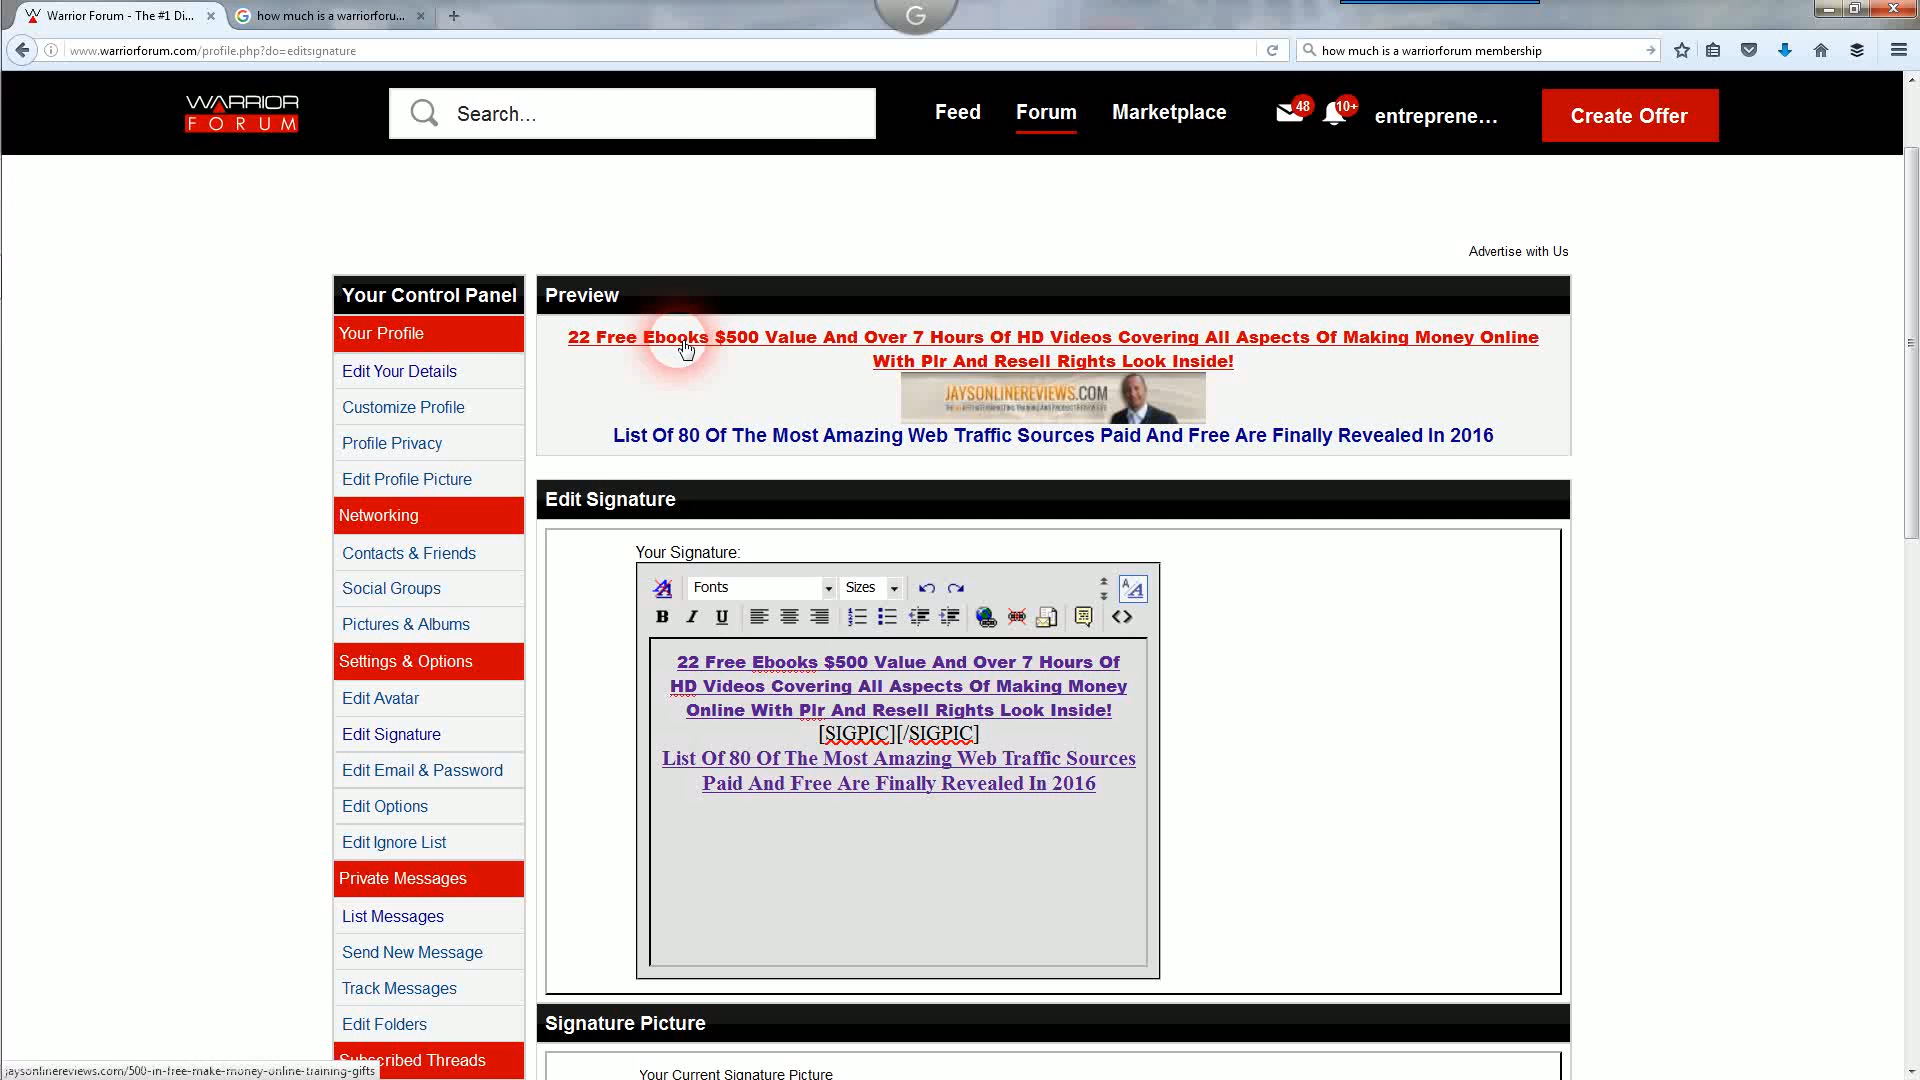 Warrior Forum - The #1 Di...
how much is a warriorforu...
www.warriorforum.com/profile.php?do=editsignature
how much is a warriorforum membership
WARRIOR
FORUM
Search...
Feed
Forum
Marketplace
48
10+
entreprene...
Create Offer
Advertise with Us
Your Control Panel
Your Profile
Edit Your Details
Customize Profile
Profile Privacy
Edit Profile Picture
Networking
Contacts & Friends
Social Groups
Pictures & Albums
Settings & Options
Edit Avatar
Edit Signature
Edit Email & Password
Edit Options
Edit Ignore List
Private Messages
List Messages
Send New Message
Track Messages
Edit Folders
Subscribed Threads
Preview
22 Free Ebooks $500 Value And Over 7 Hours Of HD Videos Covering All Aspects Of Making Money Online
With Plr And Resell Rights Look Inside!
JAYSONLINEREVIEWS.COM
List Of 80 Of The Most Amazing Web Traffic Sources Paid And Free Are Finally Revealed In 2016
Edit Signature
Your Signature:
Fonts
Sizes
B I U
22 Free Ebooks $500 Value And Over 7 Hours Of
HD Videos Covering All Aspects Of Making Money
Online With Plr And Resell Rights Look Inside!
[SIGPIC][/SIGPIC]
List Of 80 Of The Most Amazing Web Traffic Sources
Paid And Free Are Finally Revealed In 2016
Signature Picture
Your Current Signature Picture
jaysonlinereviews.com/500-in-free-make-money-online-training-gifts